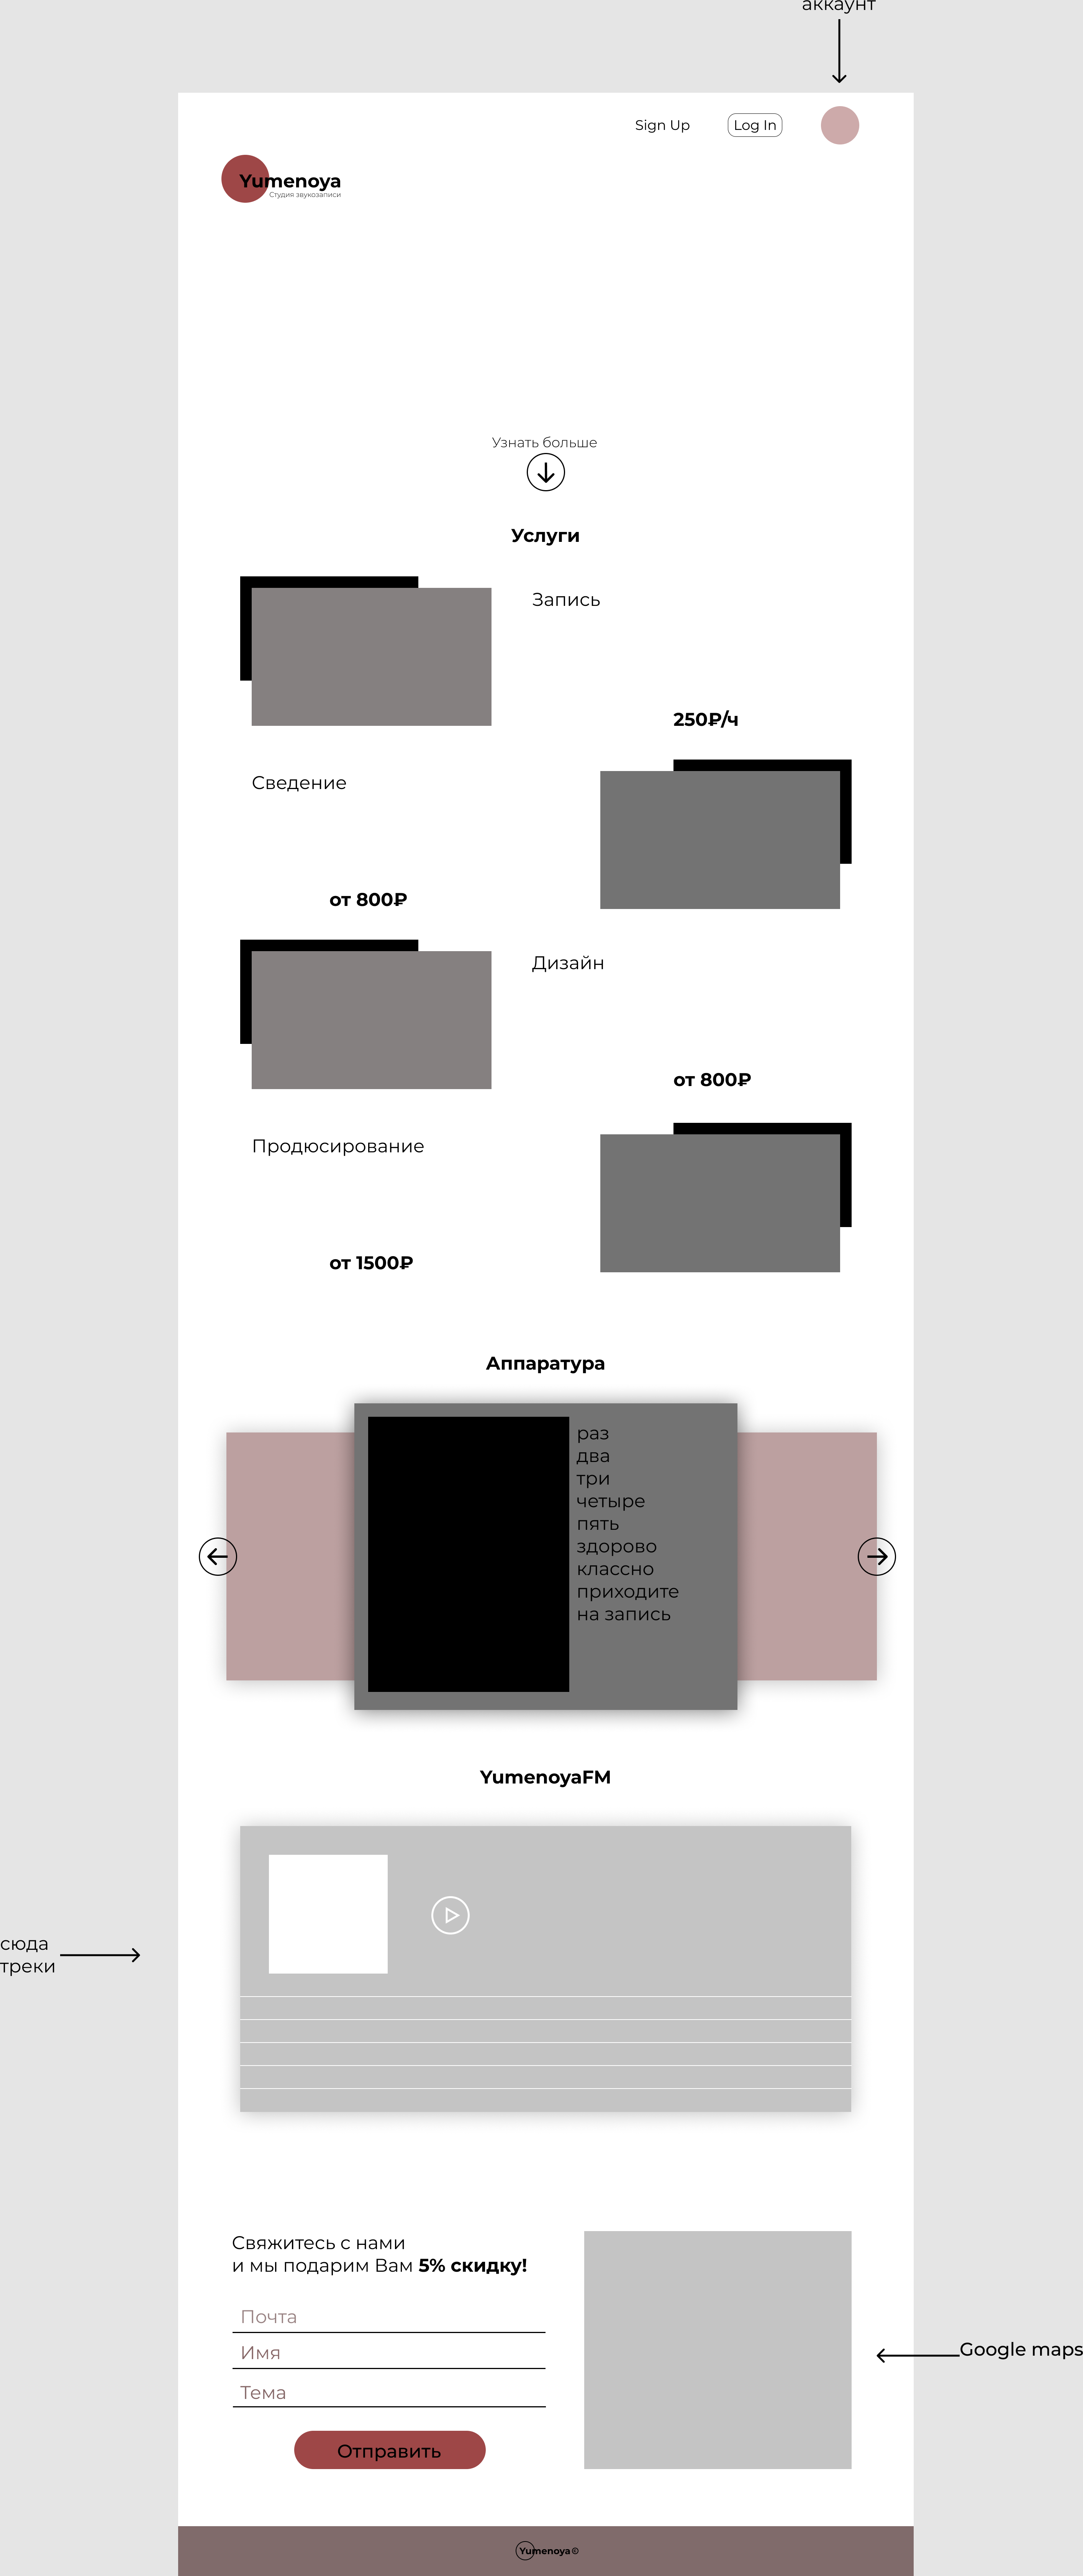 аккаунт
Sign Up
Log In
Yumenoya
Студия звукозаписи
Узнать больше
Услуги
Запись
250₽/ч
Сведение
от 800₽
Дизайн
от 800₽
Продюсирование
от 1500₽
Аппаратура
раз
два
три
четыре
пять
здорово
классно
приходите
на запись
YumenoyaFM
сюда
треки
Свяжитесь с нами
и мы подарим Вам 5% скидку!
Почта
Имя
Тема
Отправить
Google maps
Yumenoya©